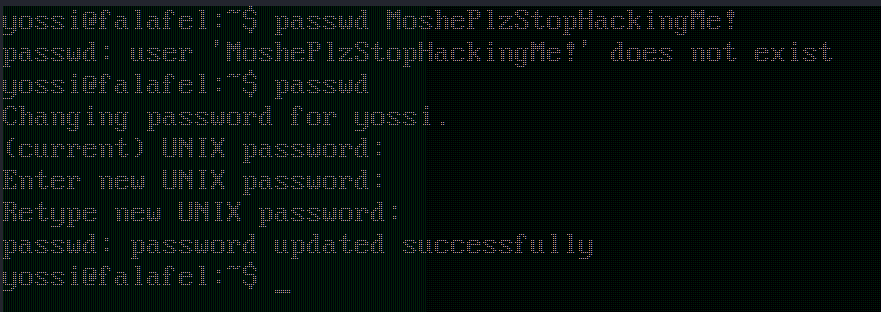 yossi@falafel:~$ passwd MoshePlzStopHackingMe!
passwd: user 'MoshePlzStopHackingMe!' does not exist
yossi@falafel:~$ passwd
Changing password for yossi.
(current) UNIX password:
Enter new UNIX password:
Retype new UNIX password:
passwd: password updated successfully
yossi@falafel:~$ _